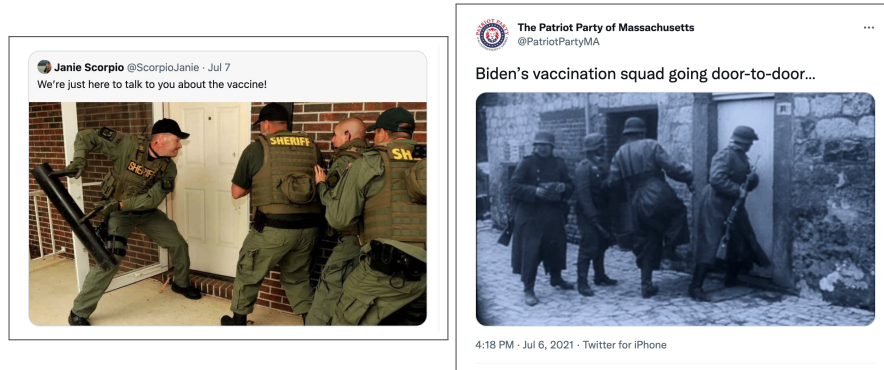 Janie Scorpio @ScorpioJanie · Jul 7
We're just here to talk to you about the vaccine!
SHERIFF
SHERIFF
SH
PATRIOT PARTY
The Patriot Party of Massachusetts
@PatriotPartyMA
Biden's vaccination squad going door-to-door...
4:18 PM · Jul 6, 2021 · Twitter for iPhone